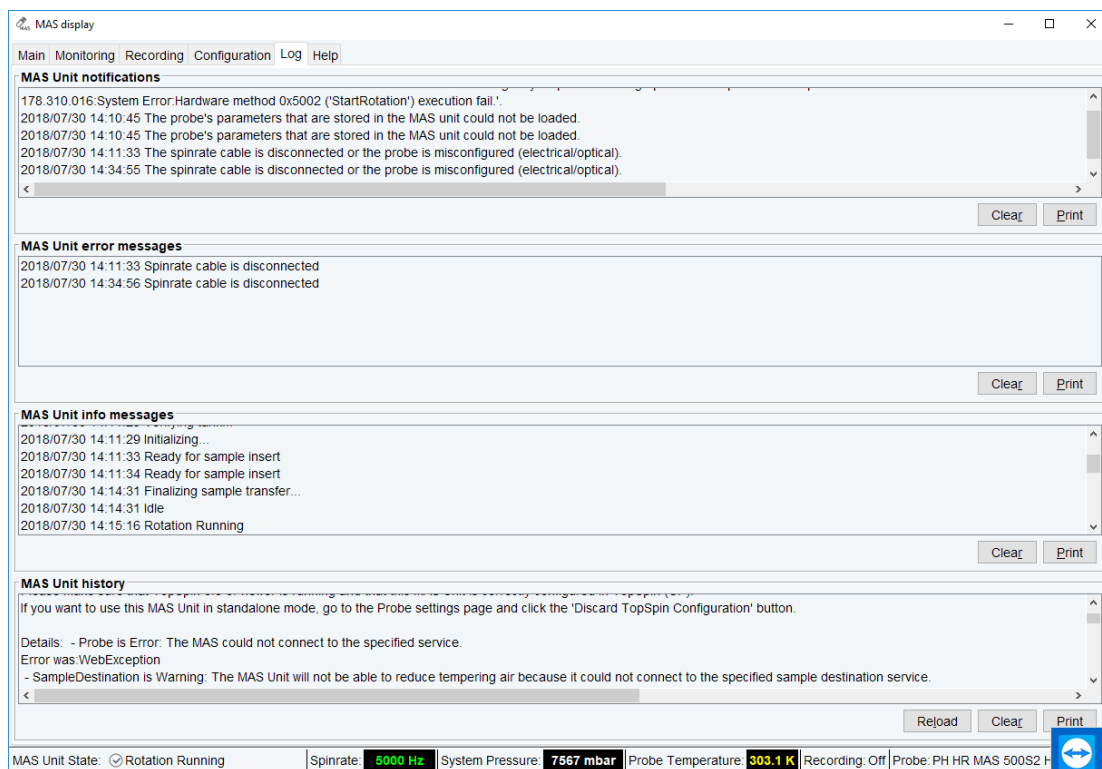 MAS display
Main Monitoring Recording Configuration Log Help
MAS Unit notifications
178.310.016:System Error:Hardware method 0x5002 ('StartRotation') execution fail.'.
2018/07/30 14:10:45 The probe's parameters that are stored in the MAS unit could not be loaded.
2018/07/30 14:10:45 The probe's parameters that are stored in the MAS unit could not be loaded.
2018/07/30 14:11:33 The spinrate cable is disconnected or the probe is misconfigured (electrical/optical).
2018/07/30 14:34:55 The spinrate cable is disconnected or the probe is misconfigured (electrical/optical).
Clear Print
MAS Unit error messages
2018/07/30 14:11:33 Spinrate cable is disconnected
2018/07/30 14:34:56 Spinrate cable is disconnected
Clear Print
MAS Unit info messages
2018/07/30 14:11:29 Initializing...
2018/07/30 14:11:33 Ready for sample insert
2018/07/30 14:11:34 Ready for sample insert
2018/07/30 14:14:31 Finalizing sample transfer...
2018/07/30 14:14:31 Idle
2018/07/30 14:15:16 Rotation Running
Clear Print
MAS Unit history
If you want to use this MAS Unit in standalone mode, go to the Probe settings page and click the 'Discard TopSpin Configuration' button.
Details: - Probe is Error: The MAS could not connect to the specified service.
Error was:WebException
- SampleDestination is Warning: The MAS Unit will not be able to reduce tempering air because it could not connect to the specified sample destination service.
Reload Clear Print
MAS Unit State: Rotation Running Spinrate: 5000 Hz System Pressure: 7567 mbar Probe Temperature: 303.1 K Recording: Off Probe: PH HR MAS 500S2 H